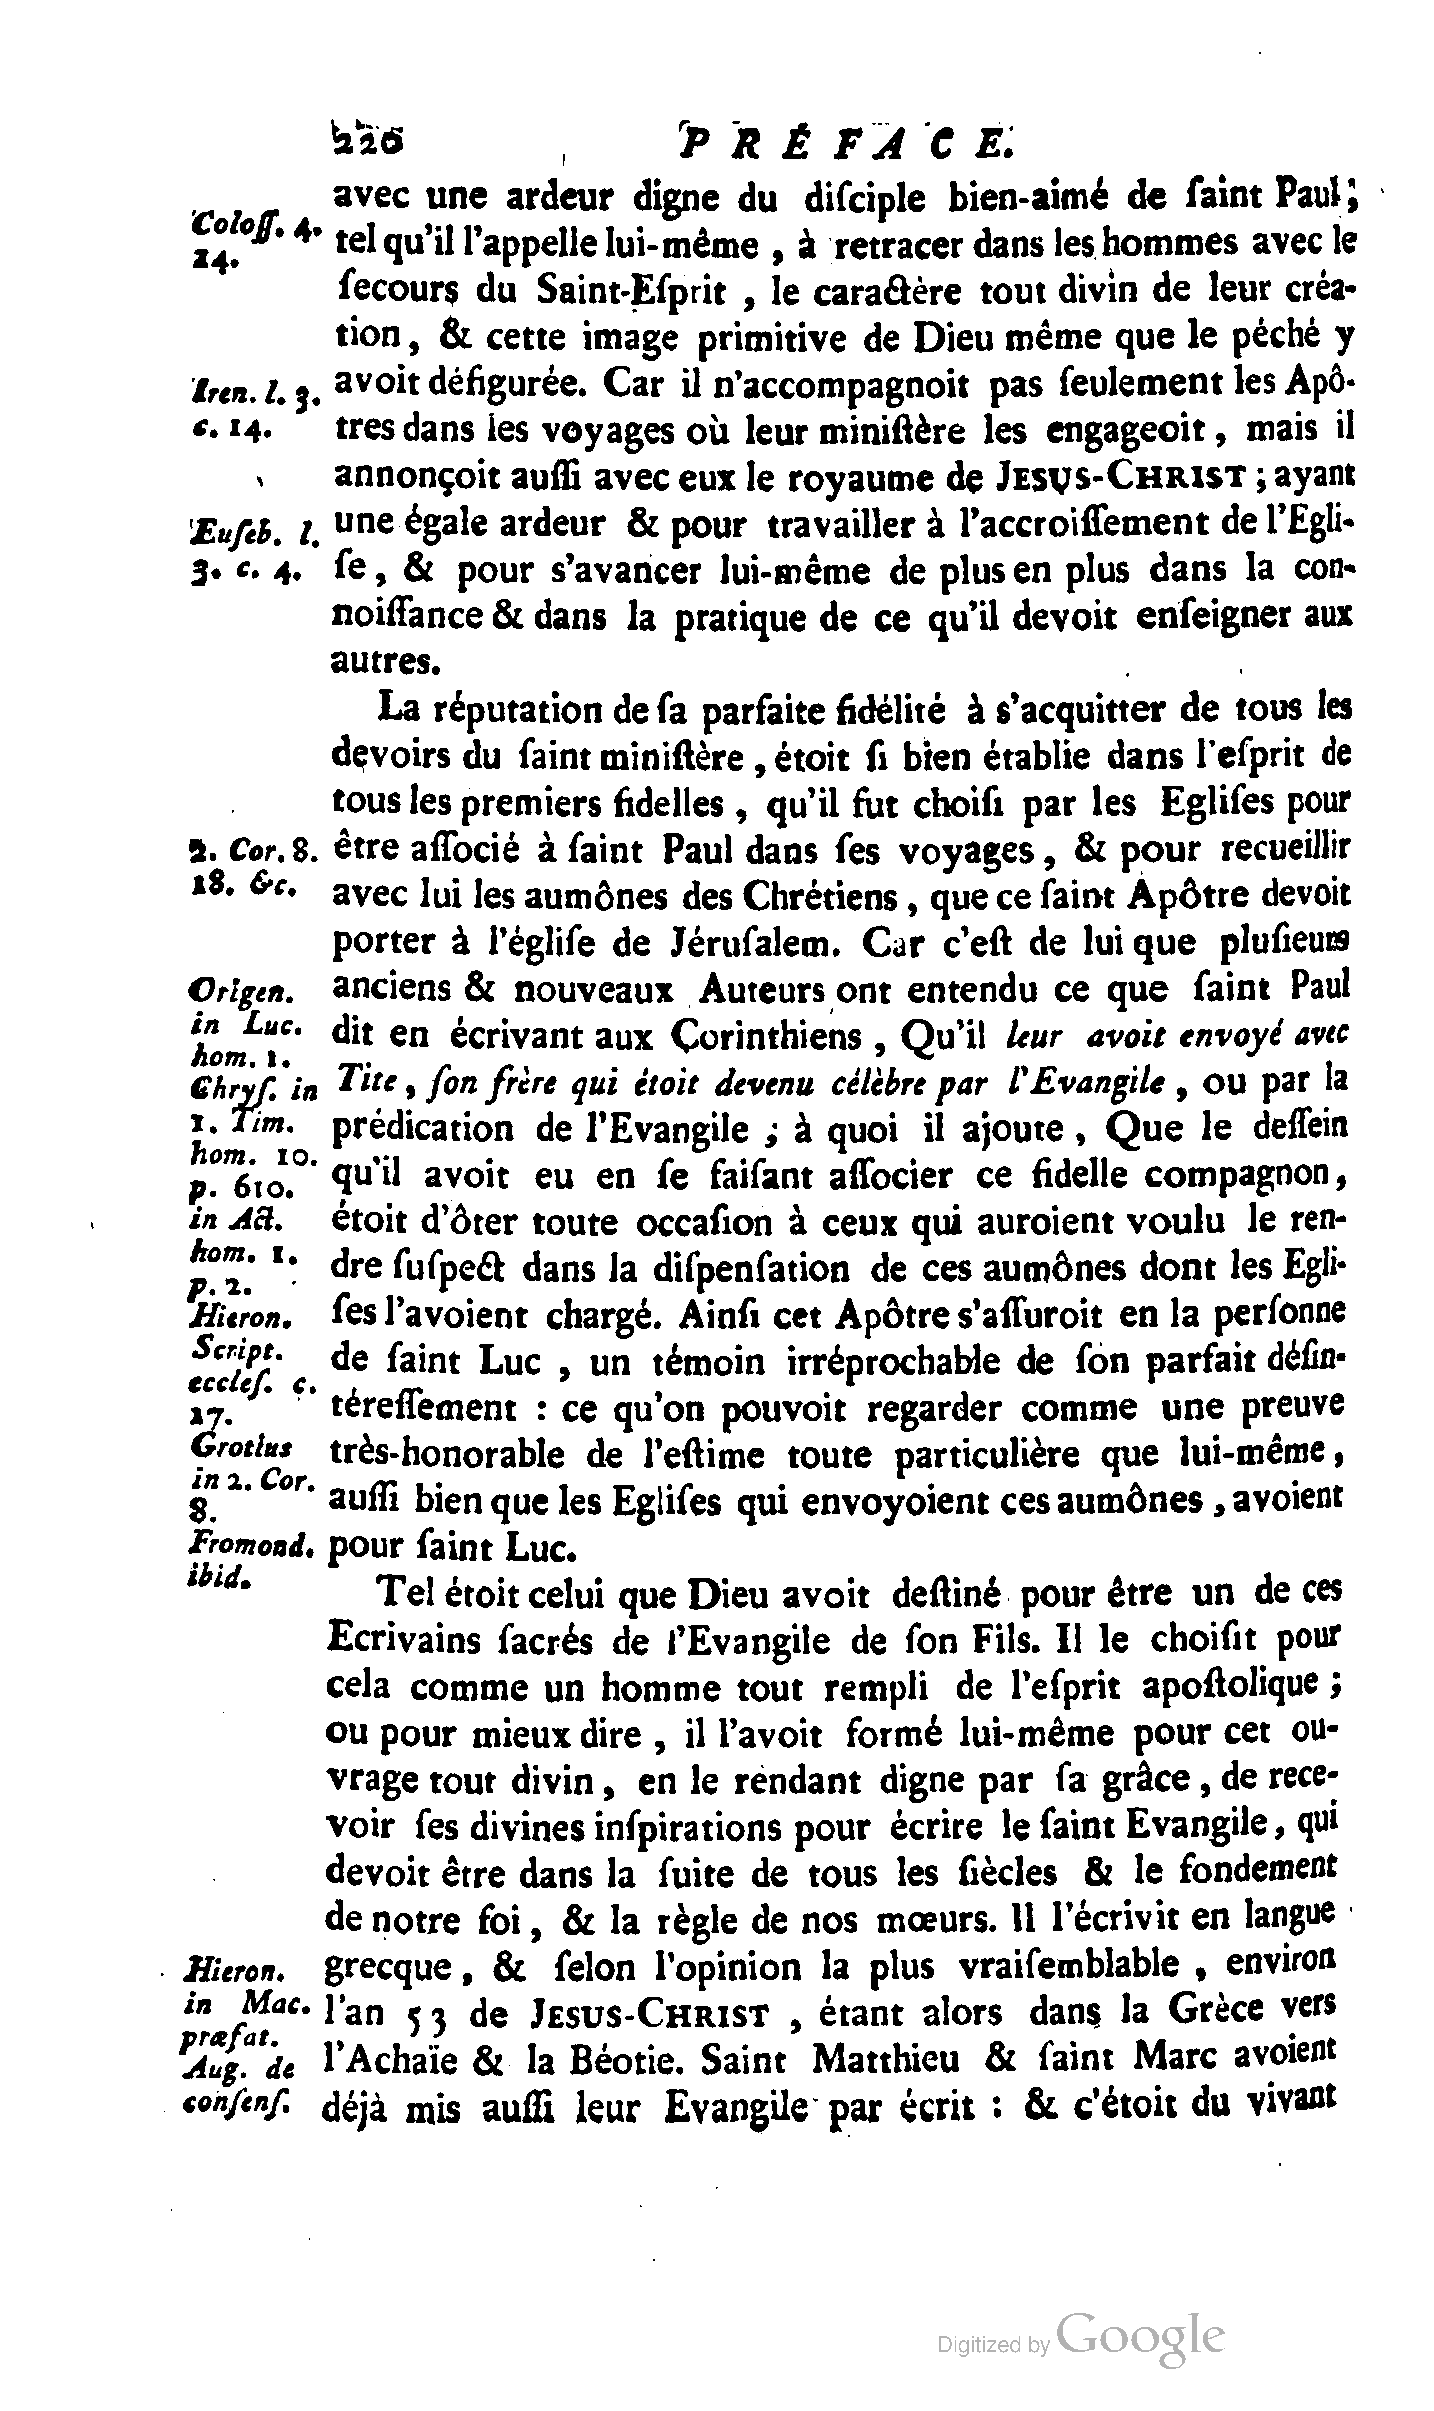 226 PRÉFACE.
avec une ardeur digne du diſciple bien-aimé de ſaint Paul;
Coloſſ. 4.
14.
tel qu'il l'appelle lui-même, à retracer dans les hommes avec le
ſecours du Saint-Eſprit, le caractère tout divin de leur créa-
tion, & cette image primitive de Dieu même que le péché y
Iren. l. 3.
c. 14.
avoit défigurée. Car il n'accompagnoit pas ſeulement les Apô-
tres dans les voyages où leur miniſtère les engageoit, mais il
annonçoit auſſi avec eux le royaume de JESUS-CHRIST; ayant
Euſeb. l.
3. c. 4.
une égale ardeur & pour travailler à l'accroiſſement de l'Egli-
ſe, & pour s'avancer lui-même de plus en plus dans la con-
noiſſance & dans la pratique de ce qu'il devoit enſeigner aux
autres.
La réputation de ſa parfaite fidélité à s'acquitter de tous les
devoirs du ſaint miniſtère, étoit ſi bien établie dans l'eſprit de
tous les premiers fidelles, qu'il fut choiſi par les Egliſes pour
2. Cor. 8.
18. &c.
être aſſocié à ſaint Paul dans ſes voyages, & pour recueillir
avec lui les aumônes des Chrétiens, que ce ſaint Apôtre devoit
porter à l'égliſe de Jéruſalem. Car c'eſt de lui que pluſieurs
Origen.
in Luc.
hom. 1.
Chryſ. in
1. Tim.
hom. 10.
p. 610.
in Act.
hom. 1.
p. 2.
Hieron.
Script.
eccleſ. c.
17.
Grotius
in 2. Cor.
8.
Fromond.
ibid.
anciens & nouveaux Auteurs ont entendu ce que ſaint Paul
dit en écrivant aux Corinthiens, Qu'il leur avoit envoyé avec
Tite, ſon frère qui étoit devenu célèbre par l'Evangile, ou par la
prédication de l'Evangile; à quoi il ajoute, Que le deſſein
qu'il avoit eu en ſe faiſant aſſocier ce fidelle compagnon,
étoit d'ôter toute occaſion à ceux qui auroient voulu le ren-
dre ſuſpect dans la diſpenſation de ces aumônes dont les Egli-
ſes l'avoient chargé. Ainſi cet Apôtre s'aſſuroit en la perſonne
de ſaint Luc, un témoin irréprochable de ſon parfait déſin-
téreſſement : ce qu'on pouvoit regarder comme une preuve
très-honorable de l'eſtime toute particulière que lui-même,
auſſi bien que les Egliſes qui envoyoient ces aumônes, avoient
pour ſaint Luc.
Tel étoit celui que Dieu avoit deſtiné pour être un de ces
Ecrivains ſacrés de l'Evangile de ſon Fils. Il le choiſit pour
cela comme un homme tout rempli de l'eſprit apoſtolique;
ou pour mieux dire, il l'avoit formé lui-même pour cet ou-
vrage tout divin, en le rendant digne par ſa grâce, de rece-
voir ſes divines inſpirations pour écrire le ſaint Evangile, qui
devoit être dans la ſuite de tous les ſiècles & le fondement
de notre foi, & la règle de nos mœurs. Il l'écrivit en langue
Hieron.
in Mac.
præfat.
Aug. de
conſenſ.
grecque, & ſelon l'opinion la plus vraiſemblable, environ
l'an 53 de JESUS-CHRIST, étant alors dans la Grèce vers
l'Achaïe & la Béotie. Saint Matthieu & ſaint Marc avoient
déjà mis auſſi leur Evangile par écrit : & c'étoit du vivant
Digitized by Google